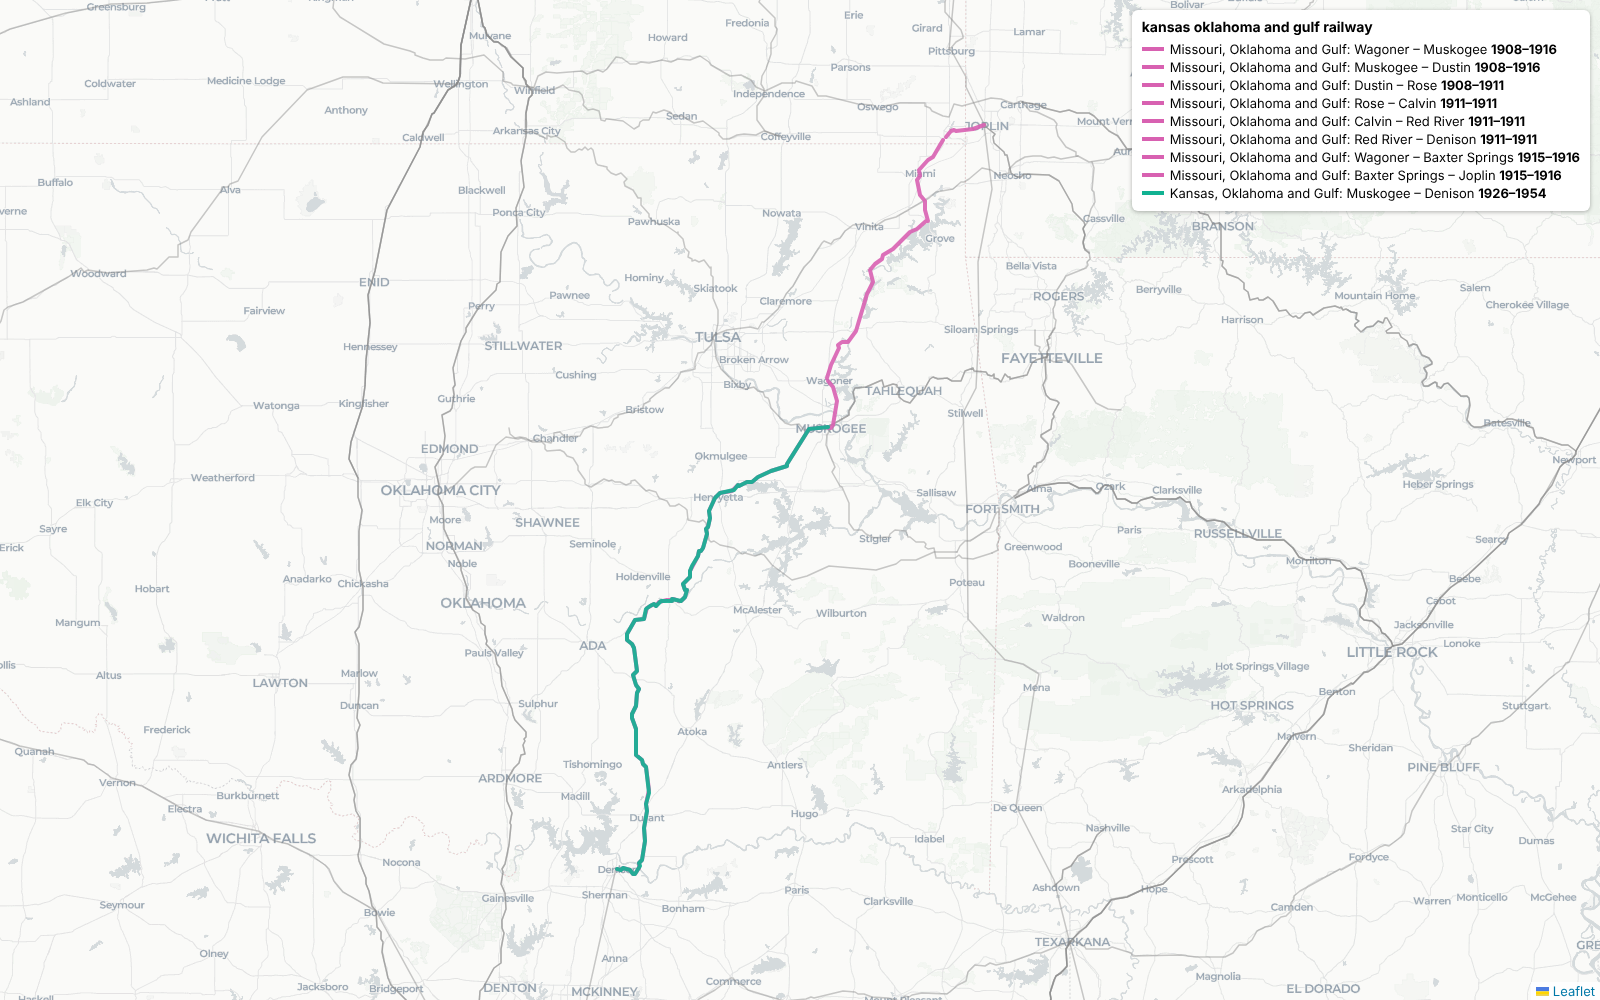 kansas oklahoma and gulf railway
Missouri, Oklahoma and Gulf: Wagoner – Muskogee 1908–1916
Missouri, Oklahoma and Gulf: Muskogee – Dustin 1908–1916
Missouri, Oklahoma and Gulf: Dustin – Rose 1908–1911
Missouri, Oklahoma and Gulf: Rose – Calvin 1911–1911
Missouri, Oklahoma and Gulf: Calvin – Red River 1911–1911
Missouri, Oklahoma and Gulf: Red River – Denison 1911–1911
Missouri, Oklahoma and Gulf: Wagoner – Baxter Springs 1915–1916
Missouri, Oklahoma and Gulf: Baxter Springs – Joplin 1915–1916
Kansas, Oklahoma and Gulf: Muskogee – Denison 1926–1954
Greensburg
Bolivar
Erie
Fredonia
Girard
Lamar
Mulvane
Howard
Pittsburg
Parsons
Coldwater
Medicine Lodge
Wellington
Winfield
Independence
Ashland
Anthony
Sedan
Oswego
Carthage
Caldwell
Arkansas City
Coffeyville
JOPLIN
Mount Ver
Aur
Buffalo
Alva
Blackwell
Miami
Neosho
verne
Ponca City
Pawhuska
Nowata
Vinita
Cassville
BRANSON
Grove
Woodward
ENID
Hominy
Skiatook
Bella Vista
Pawnee
Claremore
ROGERS
Berryville
Mountain Home
Salem
Cherokee Village
Fairview
Perry
Harrison
Hennessey
STILLWATER
TULSA
Siloam Springs
Broken Arrow
FAYETTEVILLE
Cushing
Bixby
Wagoner
TAHLEQUAH
Watonga
Kingfisher
Guthrie
Bristow
Stilwell
MUSKOGEE
Batesville
EDMOND
Chandler
Okmulgee
Newport
Weatherford
OKLAHOMA CITY
Henryetta
Sallisaw
Alma
Ozark
Clarksville
Heber Springs
Elk City
Moore
SHAWNEE
FORT SMITH
Sayre
Paris
RUSSELLVILLE
Erick
NORMAN
Seminole
Stigler
Greenwood
Searcy
Noble
Booneville
Morrilton
Hobart
Anadarko
Chickasha
Holdenville
Poteau
Beebe
OKLAHOMA
McAlester
Wilburton
Waldron
Cabot
Mangum
Jacksonville
ADA
Pauls Valley
Lonoke
LITTLE ROCK
ollis
Altus
LAWTON
Marlow
Hot Springs Village
Mena
Benton
Duncan
Sulphur
HOT SPRINGS
Stuttgart
Frederick
Atoka
Malvern
Quanah
Sheridan
Tishomingo
Antlers
PINE BLUFF
Vernon
ARDMORE
Burkburnett
Madill
Arkadelphia
Electra
Durant
Hugo
De Queen
WICHITA FALLS
Idabel
Nashville
Star City
Dumas
Nocona
Denison
Prescott
Fordyce
Sherman
Paris
Ashdown
Hope
Seymour
Gainesville
Bonham
Clarksville
Camden
Warren
Monticello
McGehee
Bowie
TEXARKANA
GRE
Olney
Anna
Commerce
Magnolia
Jacksboro
Bridgeport
DENTON
MCKINNEY
EL DORADO
Leaflet